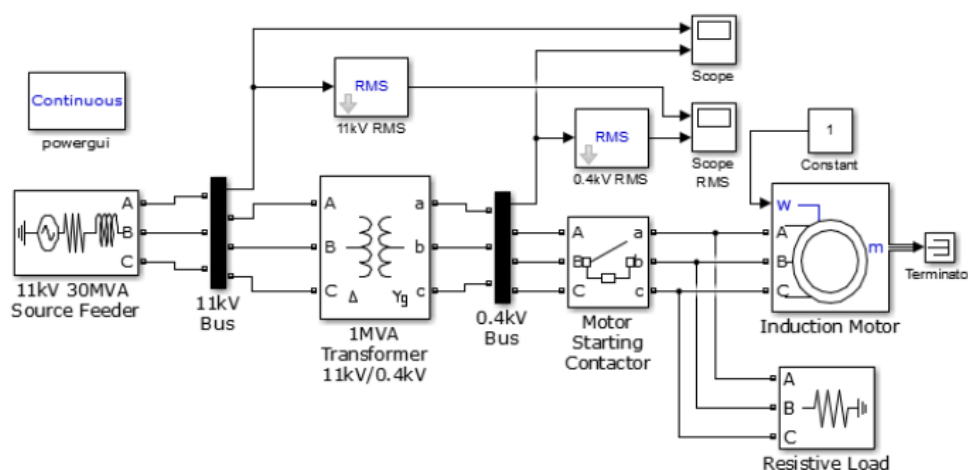 Scope
Continuous
powergui
RMS
11kV RMS
RMS
0.4kV RMS
Scope
RMS
1
Constant
A
B
C
11kV 30MVA
Source Feeder
11kV
Bus
A
B
C
a
b
c
Δ
Yg
1MVA
Transformer
11kV/0.4kV
0.4kV
Bus
A
B
C
a
b
c
Motor
Starting
Contactor
w
A
B
C
m
Induction Motor
Terminato
A
B
C
Resistive Load